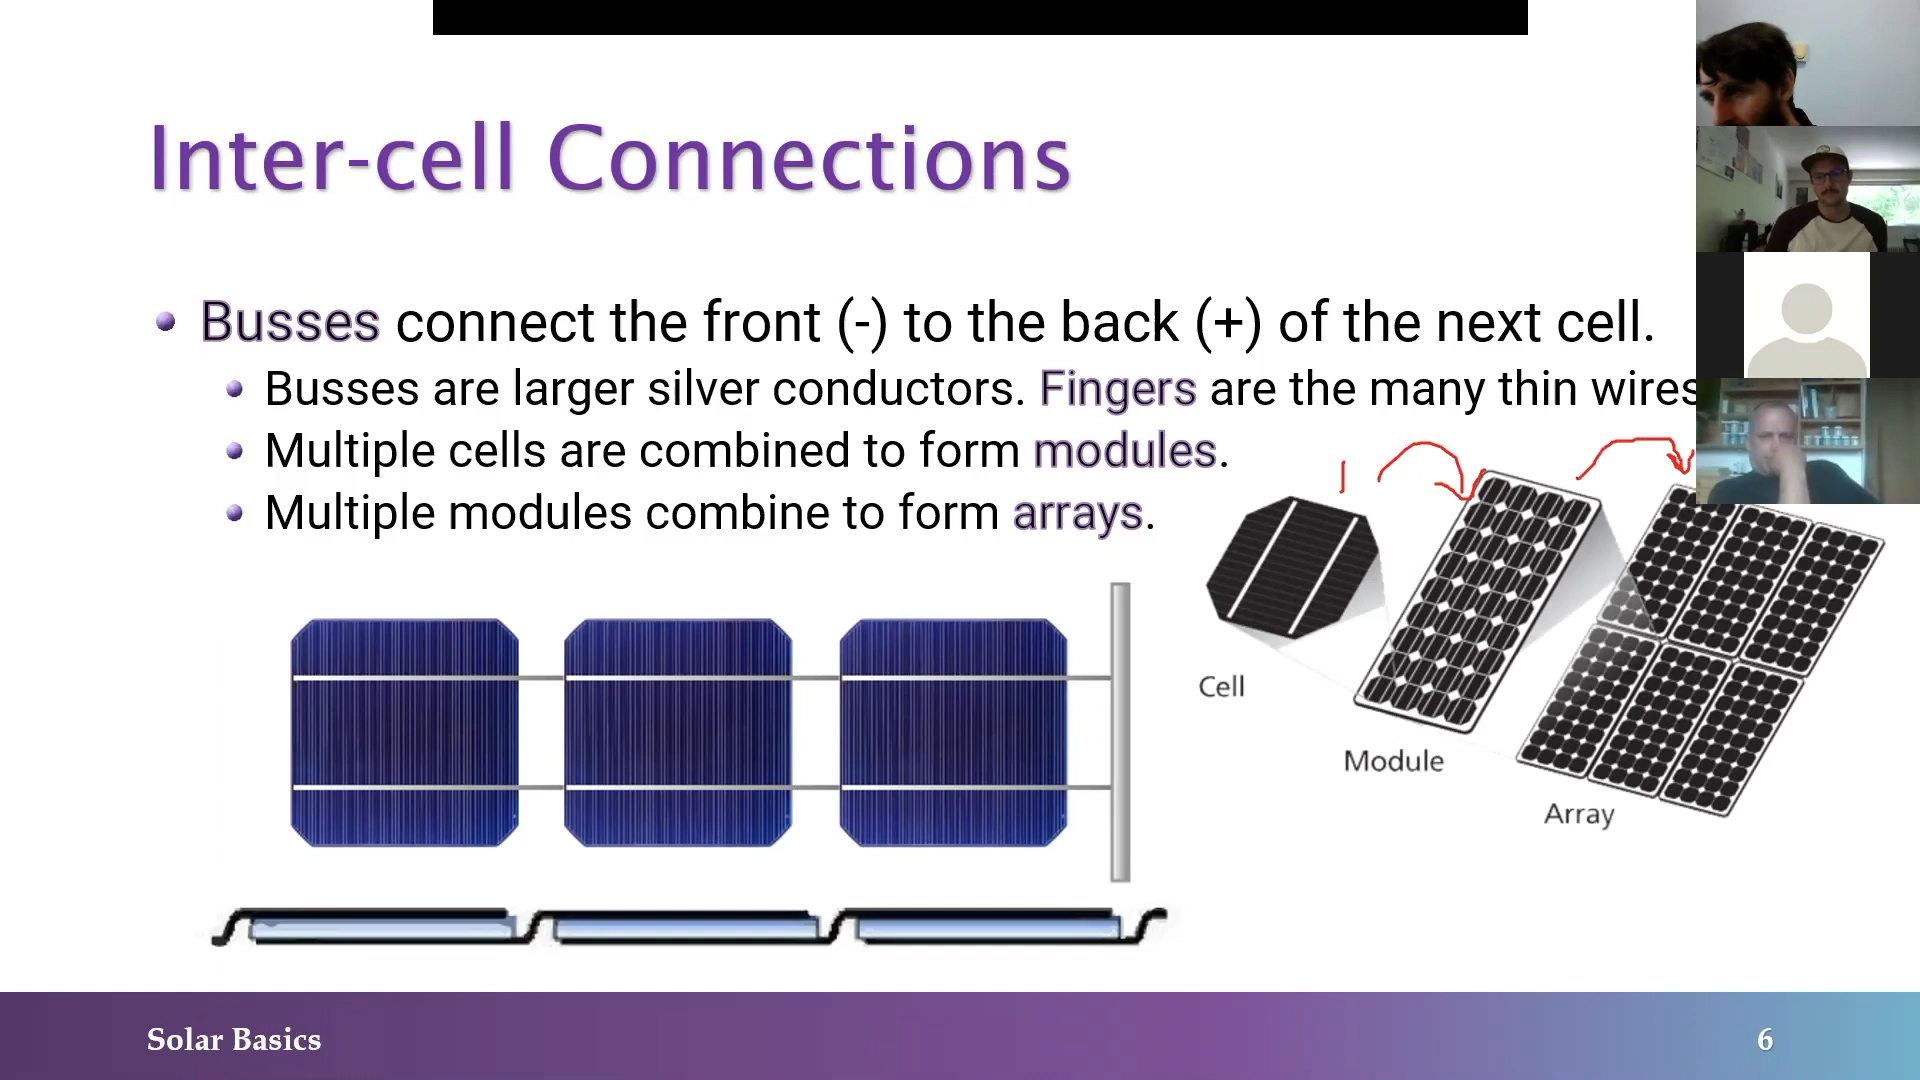 Inter-cell Connections
Busses connect the front (-) to the back (+) of the next cell.
Busses are larger silver conductors. Fingers are the many thin wires
Multiple cells are combined to form modules.
Multiple modules combine to form arrays.
Cell
Module
Array
Solar Basics
6